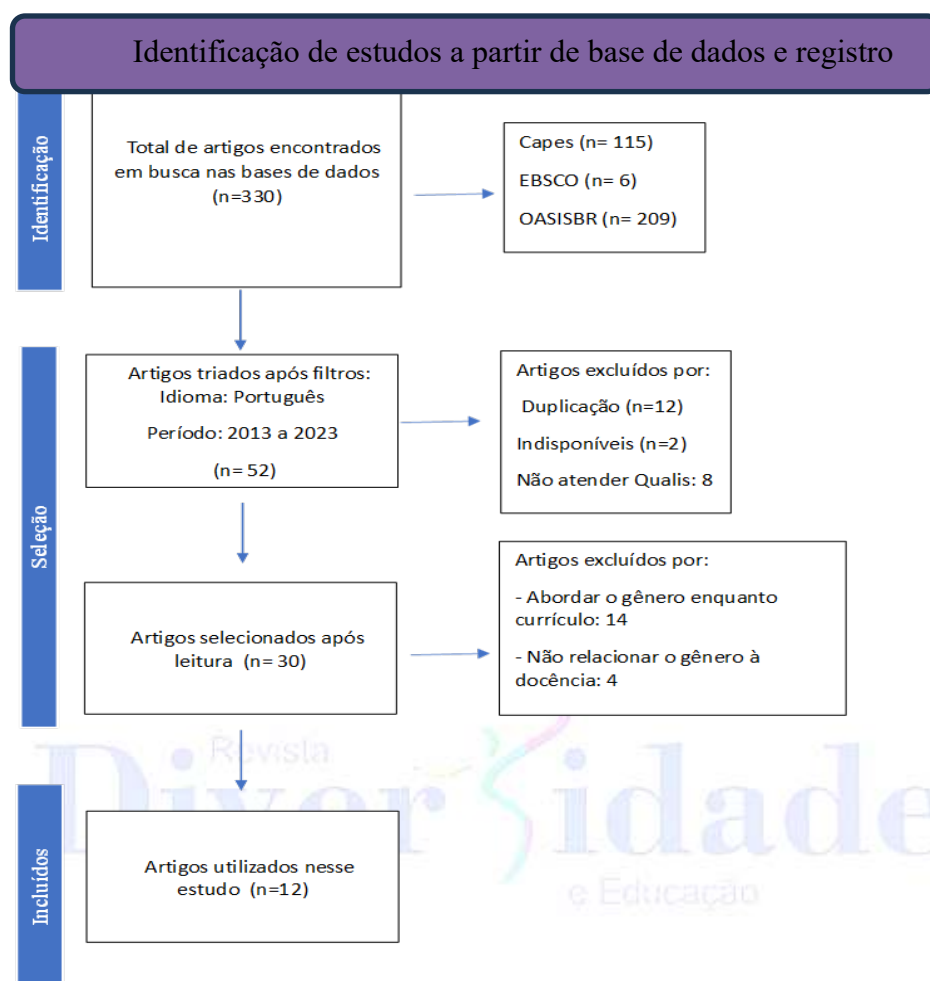 Identificação de estudos a partir de base de dados e registro
Identificação
Total de artigos encontrados
em busca nas bases de dados
(n=330)
Capes (n= 115)
EBSCO (n= 6)
OASISBR (n= 209)
Seleção
Artigos triados após filtros:
Idioma: Português
Período: 2013 a 2023
(n= 52)
Artigos excluídos por:
Duplicação (n=12)
Indisponíveis (n=2)
Não atender Qualis: 8
Artigos selecionados após
leitura (n= 30)
Artigos excluídos por:
- Abordar o gênero enquanto
currículo: 14
- Não relacionar o gênero à
docência: 4
Revista
Diversidade
e Educação
Incluídos
Artigos utilizados nesse
estudo (n=12)